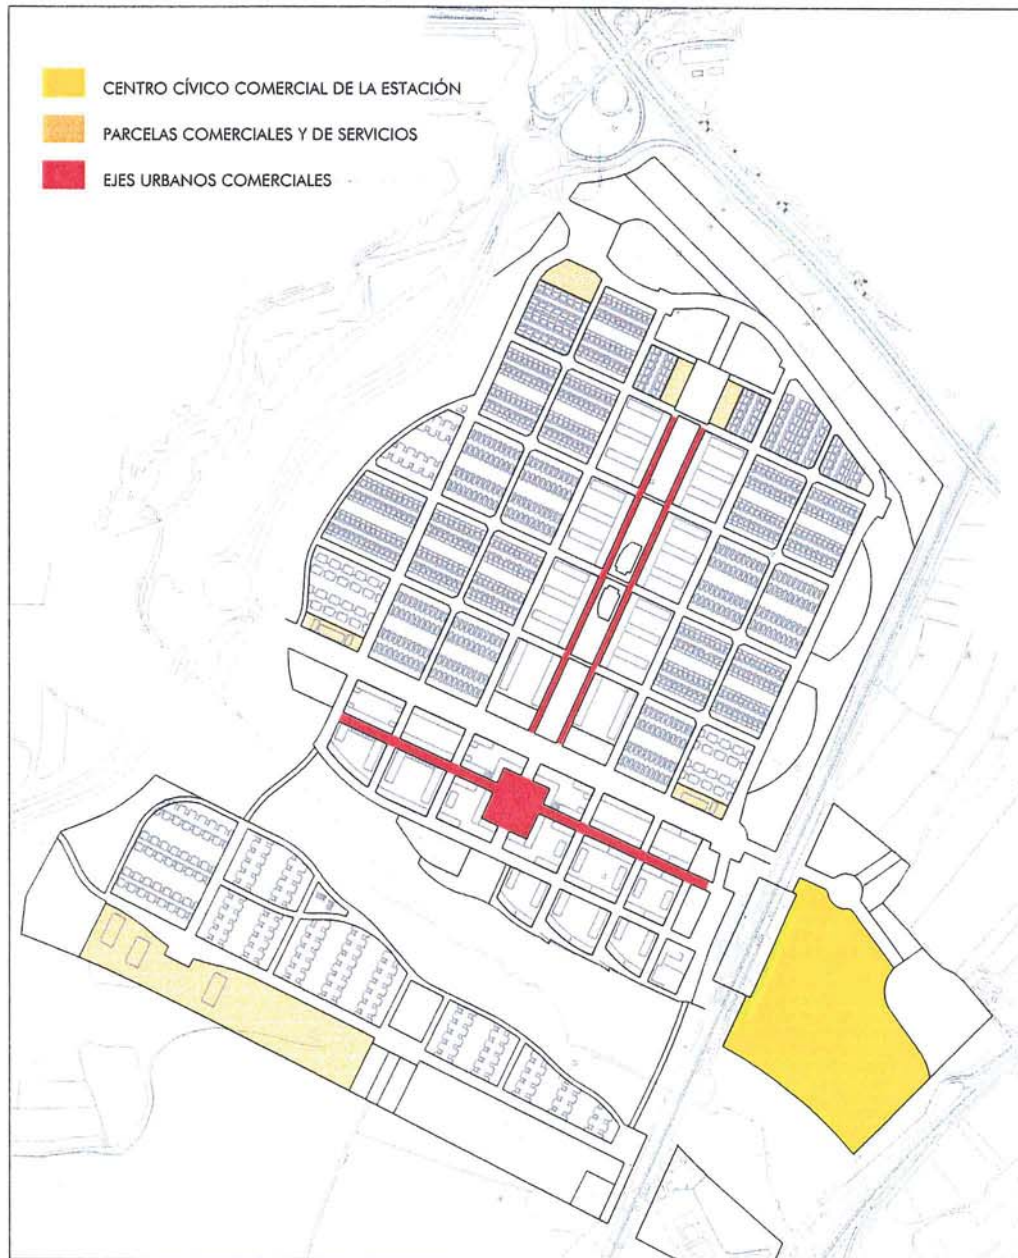 CENTRO CÍVICO COMERCIAL DE LA ESTACIÓN
PARCELAS COMERCIALES Y DE SERVICIOS
EJES URBANOS COMERCIALES